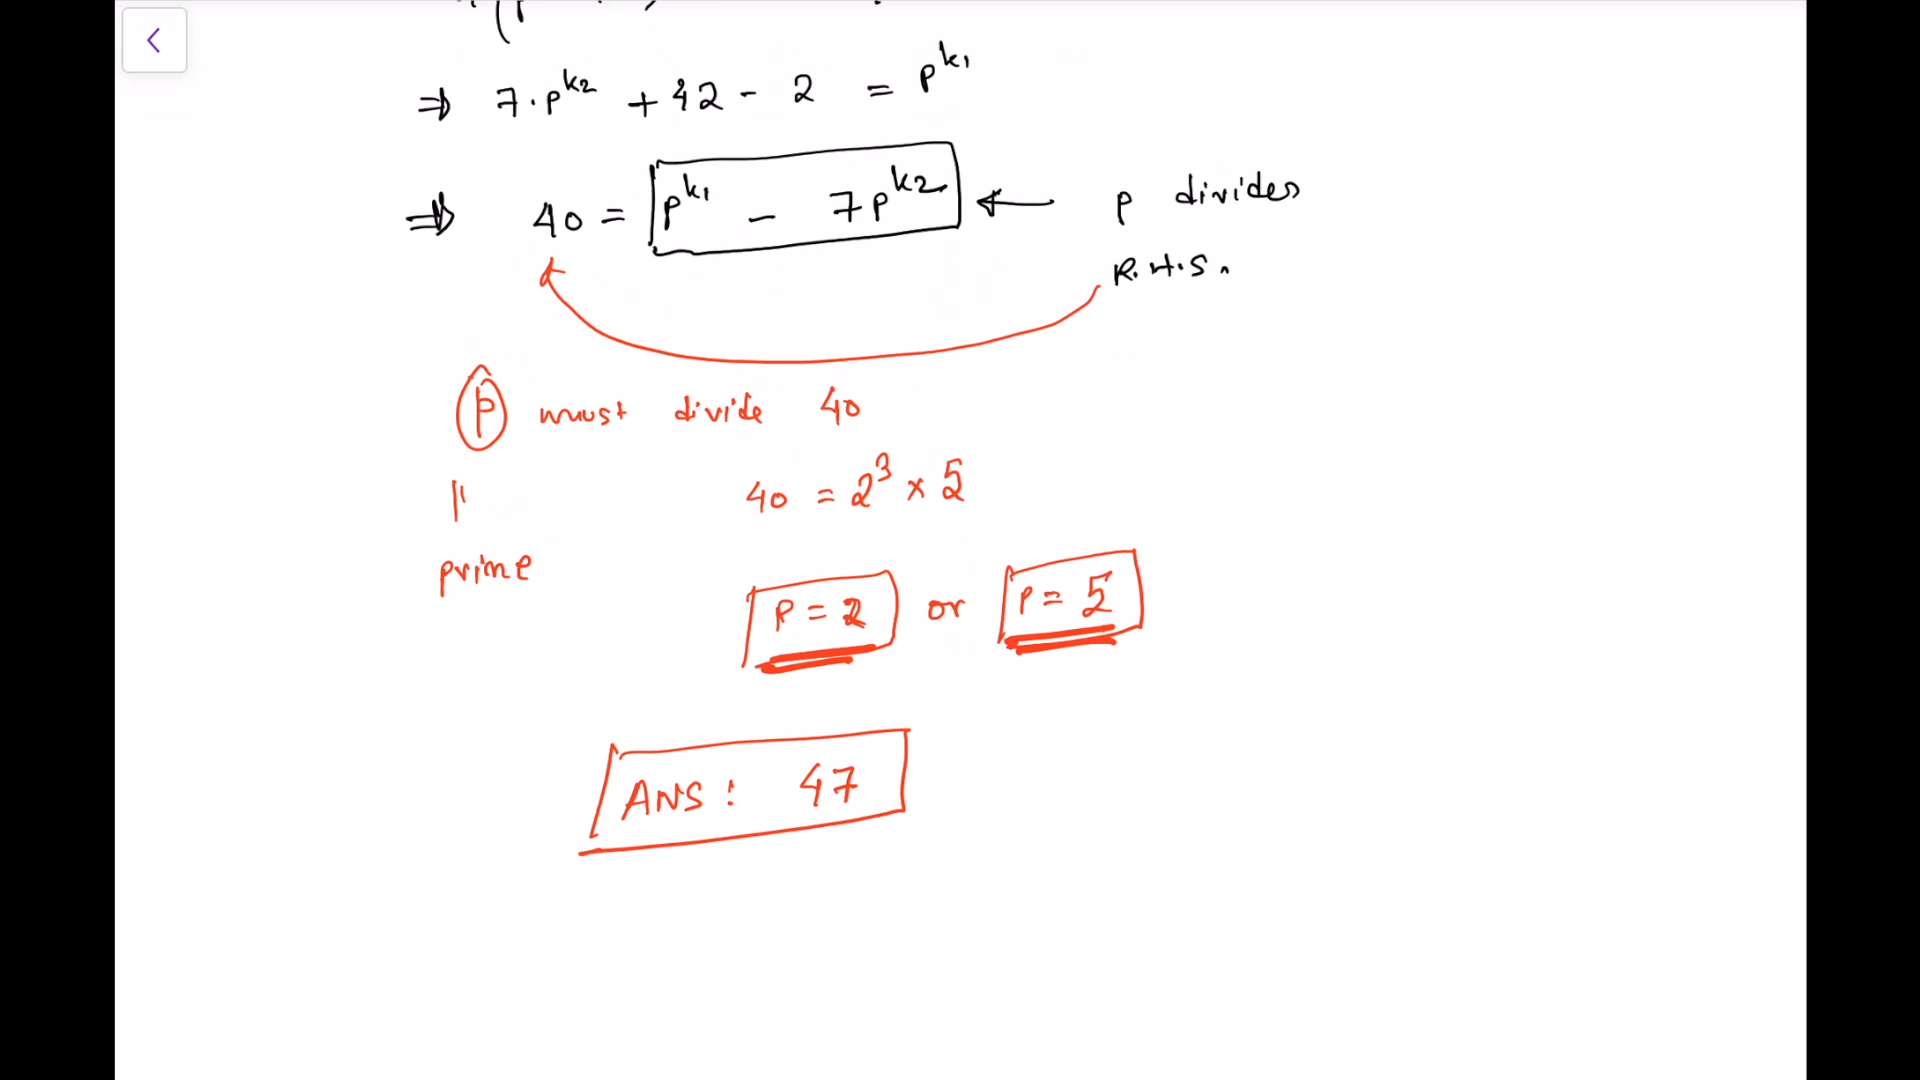 ⇒ 7·p^k2 + 42 - 2 = p^k1
⇒ 40 = p^k1 - 7p^k2 ← p divides
R.H.S.
p must divide 40
40 = 2^3 × 5
prime
P = 2 or P = 5
ANS: 47